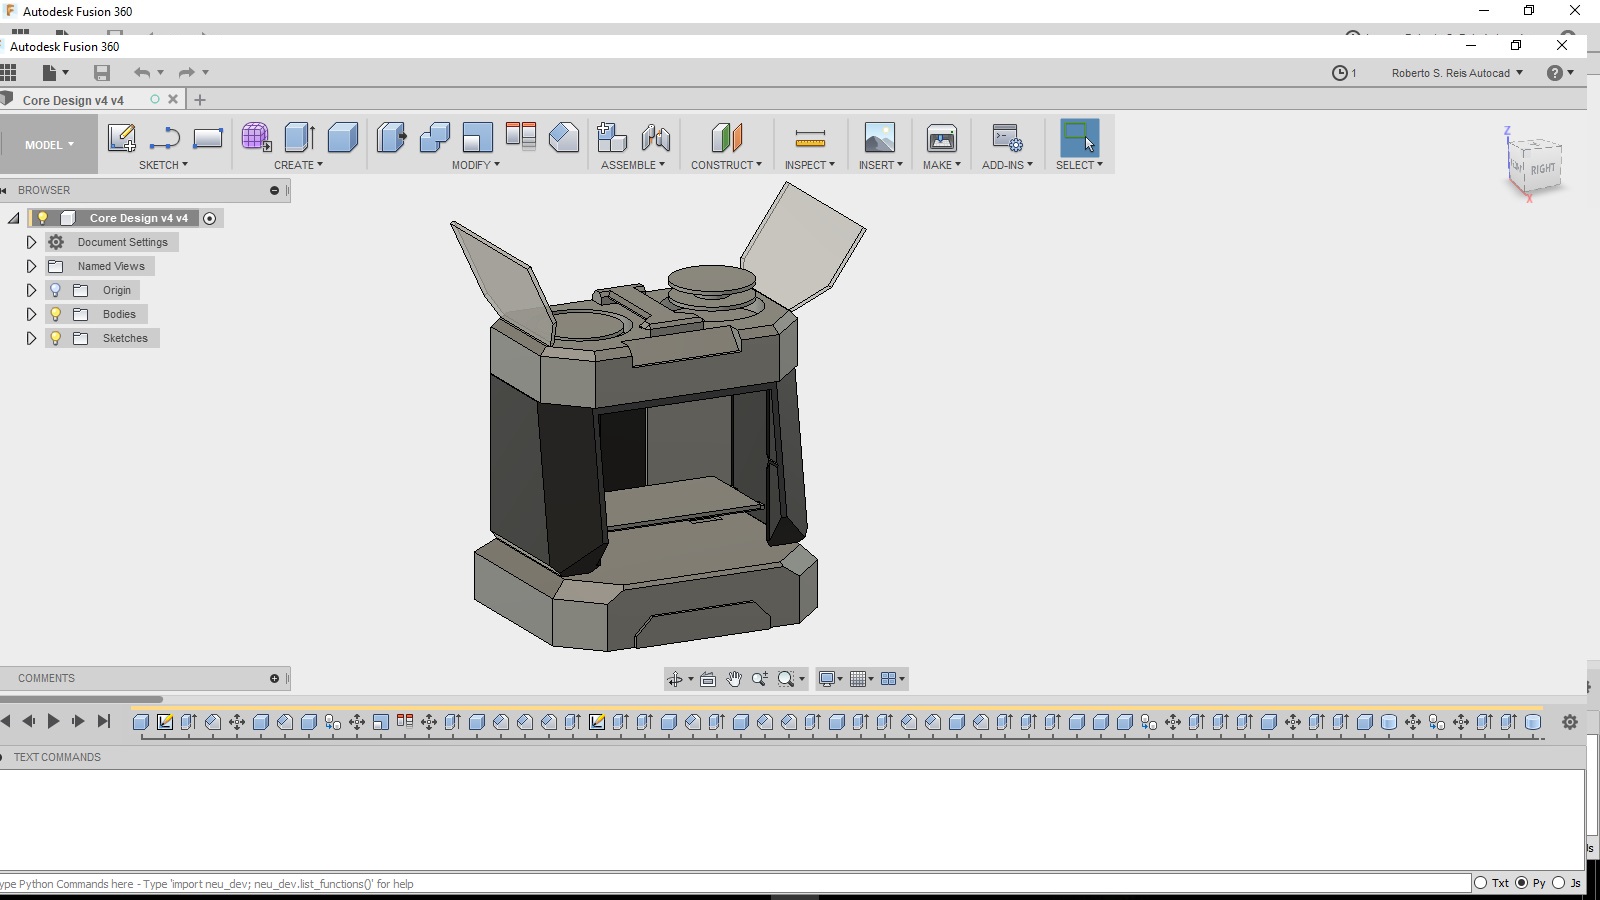 Autodesk Fusion 360
Autodesk Fusion 360
1
Roberto S. Reis Autocad
?
Core Design v4 v4
MODEL
SKETCH
CREATE
MODIFY
ASSEMBLE
CONSTRUCT
INSPECT
INSERT
MAKE
ADD-INS
SELECT
Z
RIGHT
X
BROWSER
Core Design v4 v4
Document Settings
Named Views
Origin
Bodies
Sketches
COMMENTS
TEXT COMMANDS
ype Python Commands here - Type 'import neu_dev; neu_dev.list_functions()' for help
Txt
Py
Js